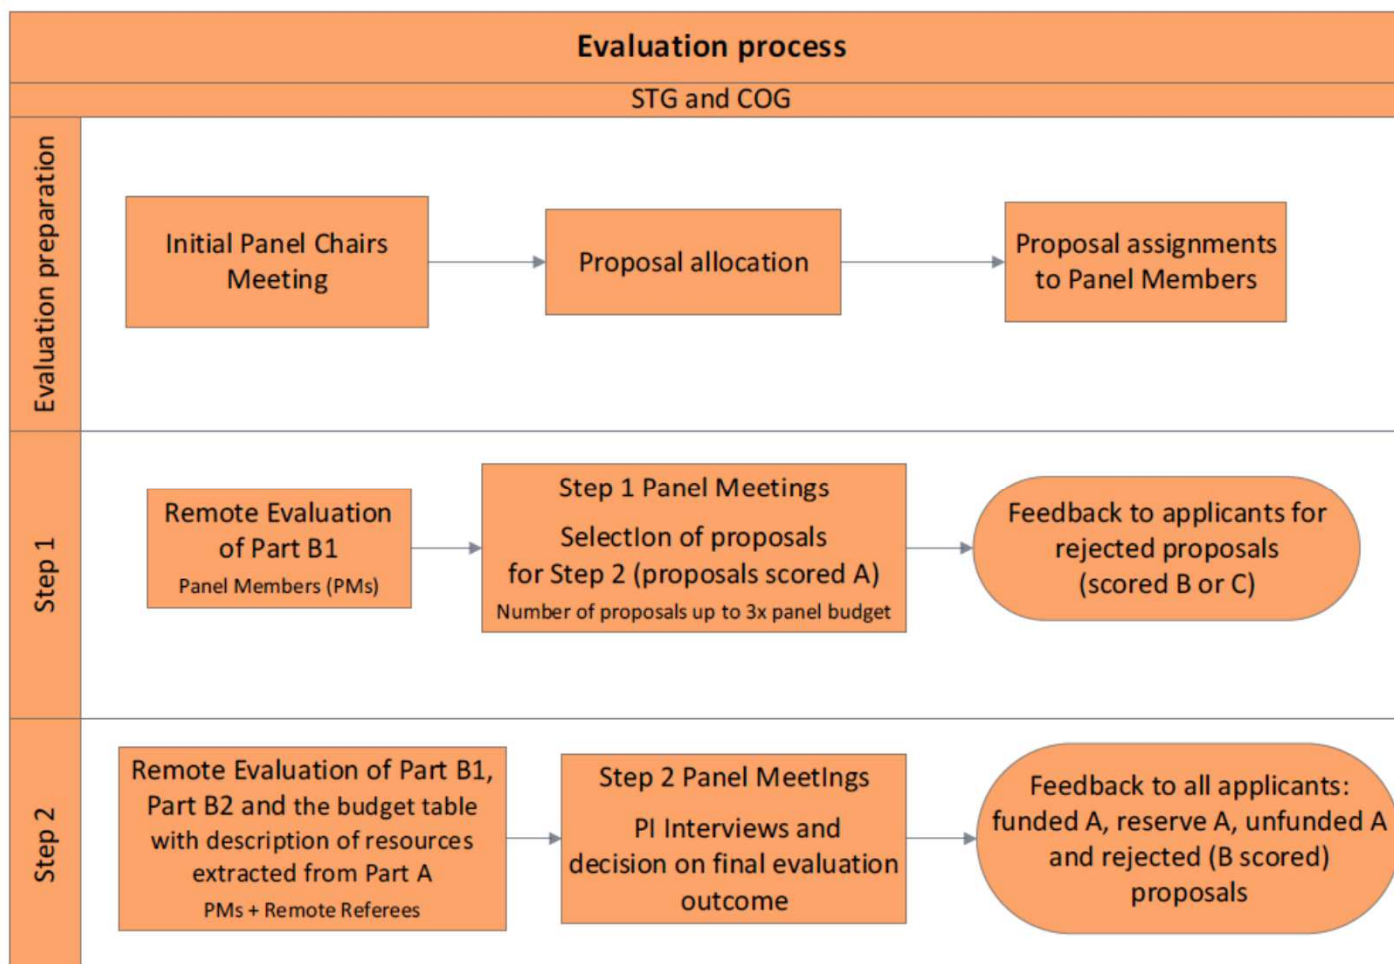 Evaluation process
STG and COG
Evaluation preparation
Initial Panel Chairs
Meeting
Proposal allocation
Proposal assignments
to Panel Members
Step 1
Remote Evaluation
of Part B1
Panel Members (PMs)
Step 1 Panel Meetings
SelectIon of proposals
for Step 2 (proposals scored A)
Number of proposals up to 3x panel budget
Feedback to applicants for
rejected proposals
(scored B or C)
Step 2
Remote Evaluation of Part B1,
Part B2 and the budget table
with description of resources
extracted from Part A
PMs + Remote Referees
Step 2 Panel MeetIngs
PI Interviews and
decision on final evaluation
outcome
Feedback to all applicants:
funded A, reserve A, unfunded A
and rejected (B scored)
proposals